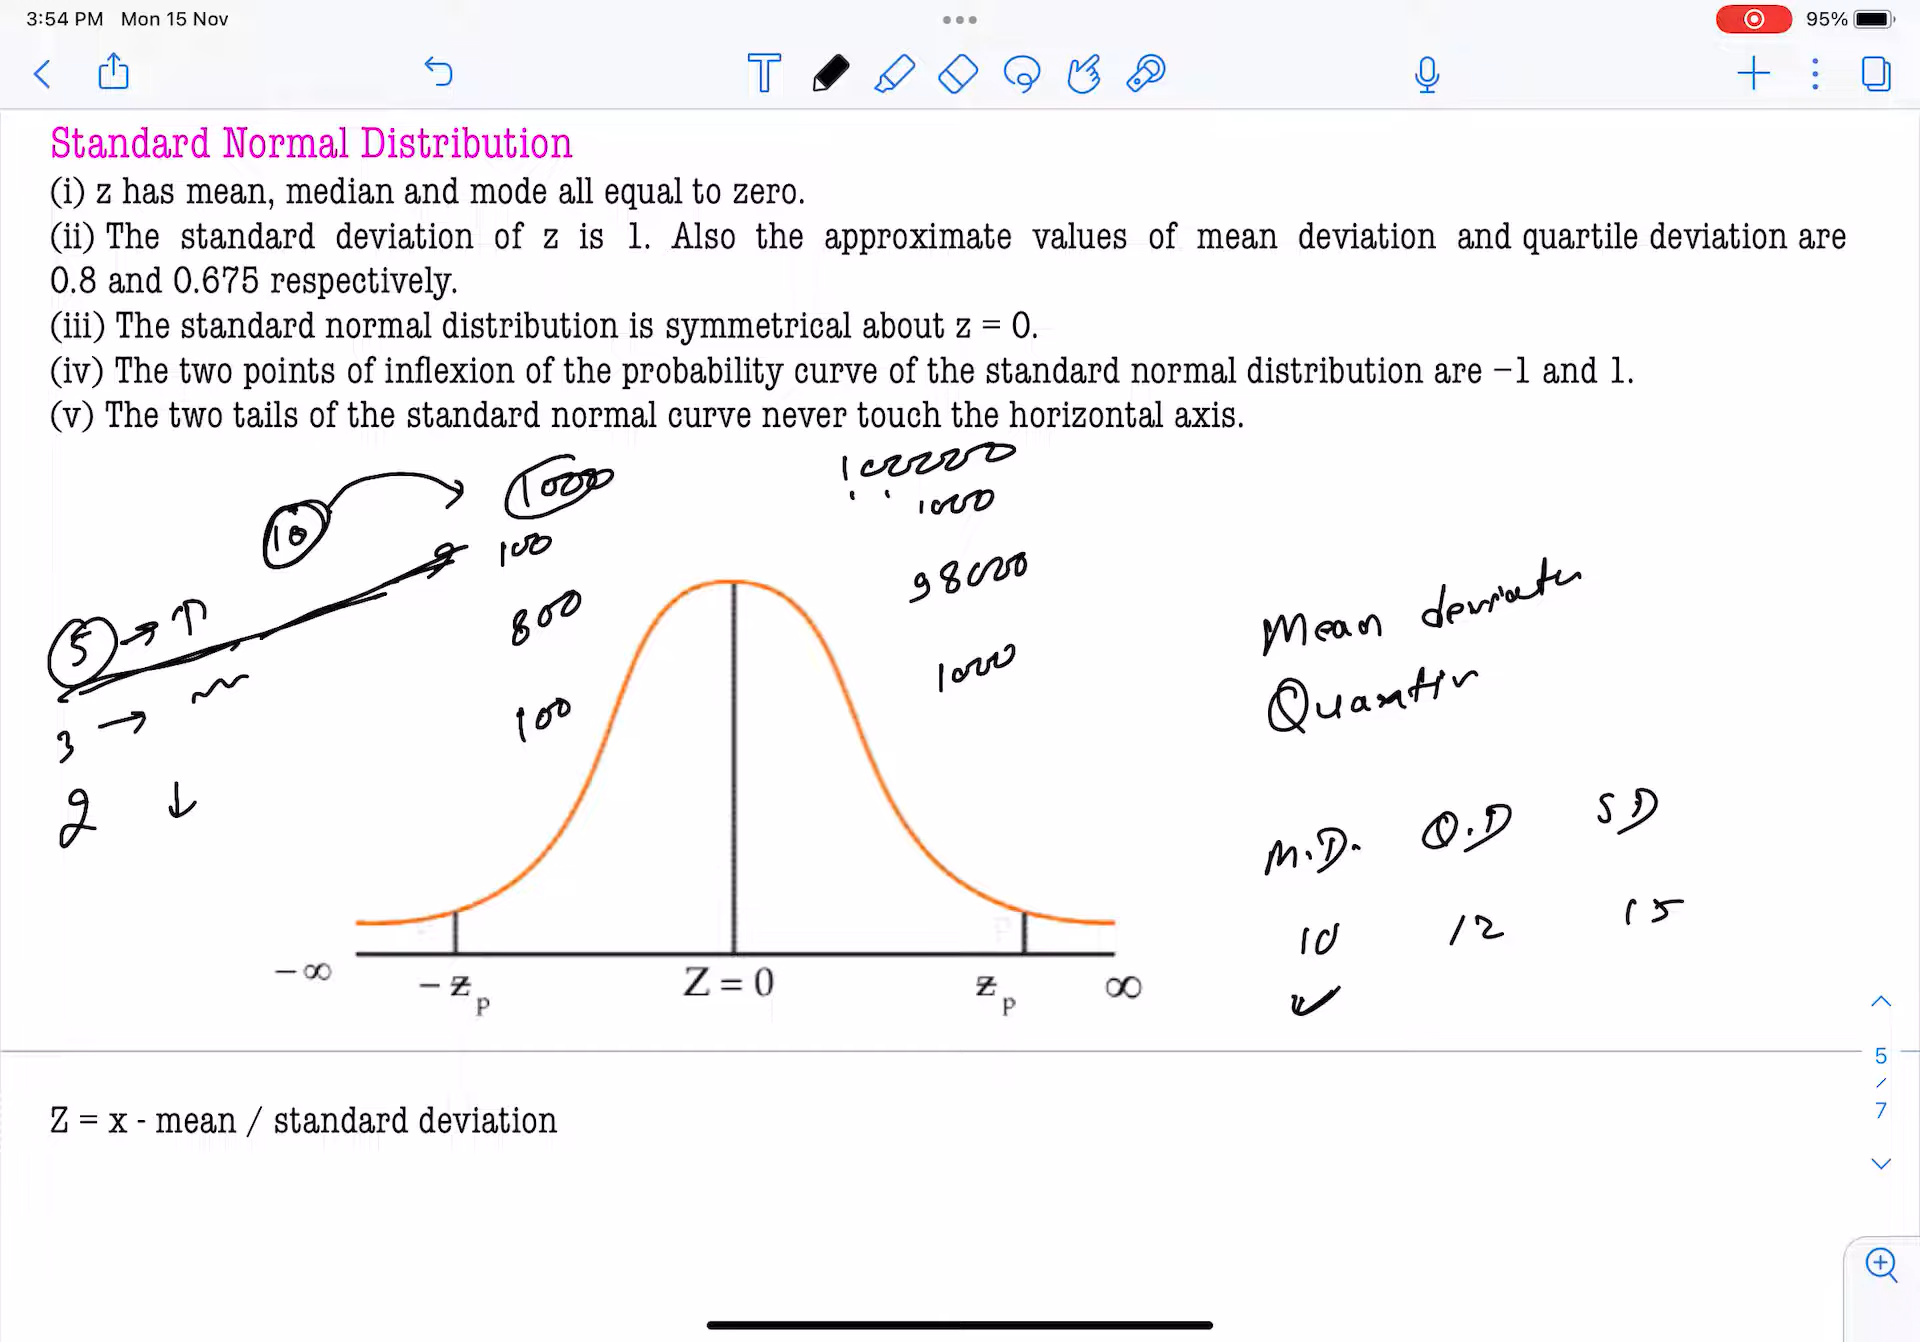 3:54 PM Mon 15 Nov
95%
Standard Normal Distribution
(i) z has mean, median and mode all equal to zero.
(ii) The standard deviation of z is 1. Also the approximate values of mean deviation and quartile deviation are
0.8 and 0.675 respectively.
(iii) The standard normal distribution is symmetrical about z = 0.
(iv) The two points of inflexion of the probability curve of the standard normal distribution are −1 and 1.
(v) The two tails of the standard normal curve never touch the horizontal axis.
10
1000
100
800
100
1000
98000
1000
5 → ↑
3 →
2 ↓
Mean
M.D. Q.D SD
10 12 15
− ∞
− z p
Z = 0
z p
∞
5
/
7
Z = x - mean / standard deviation